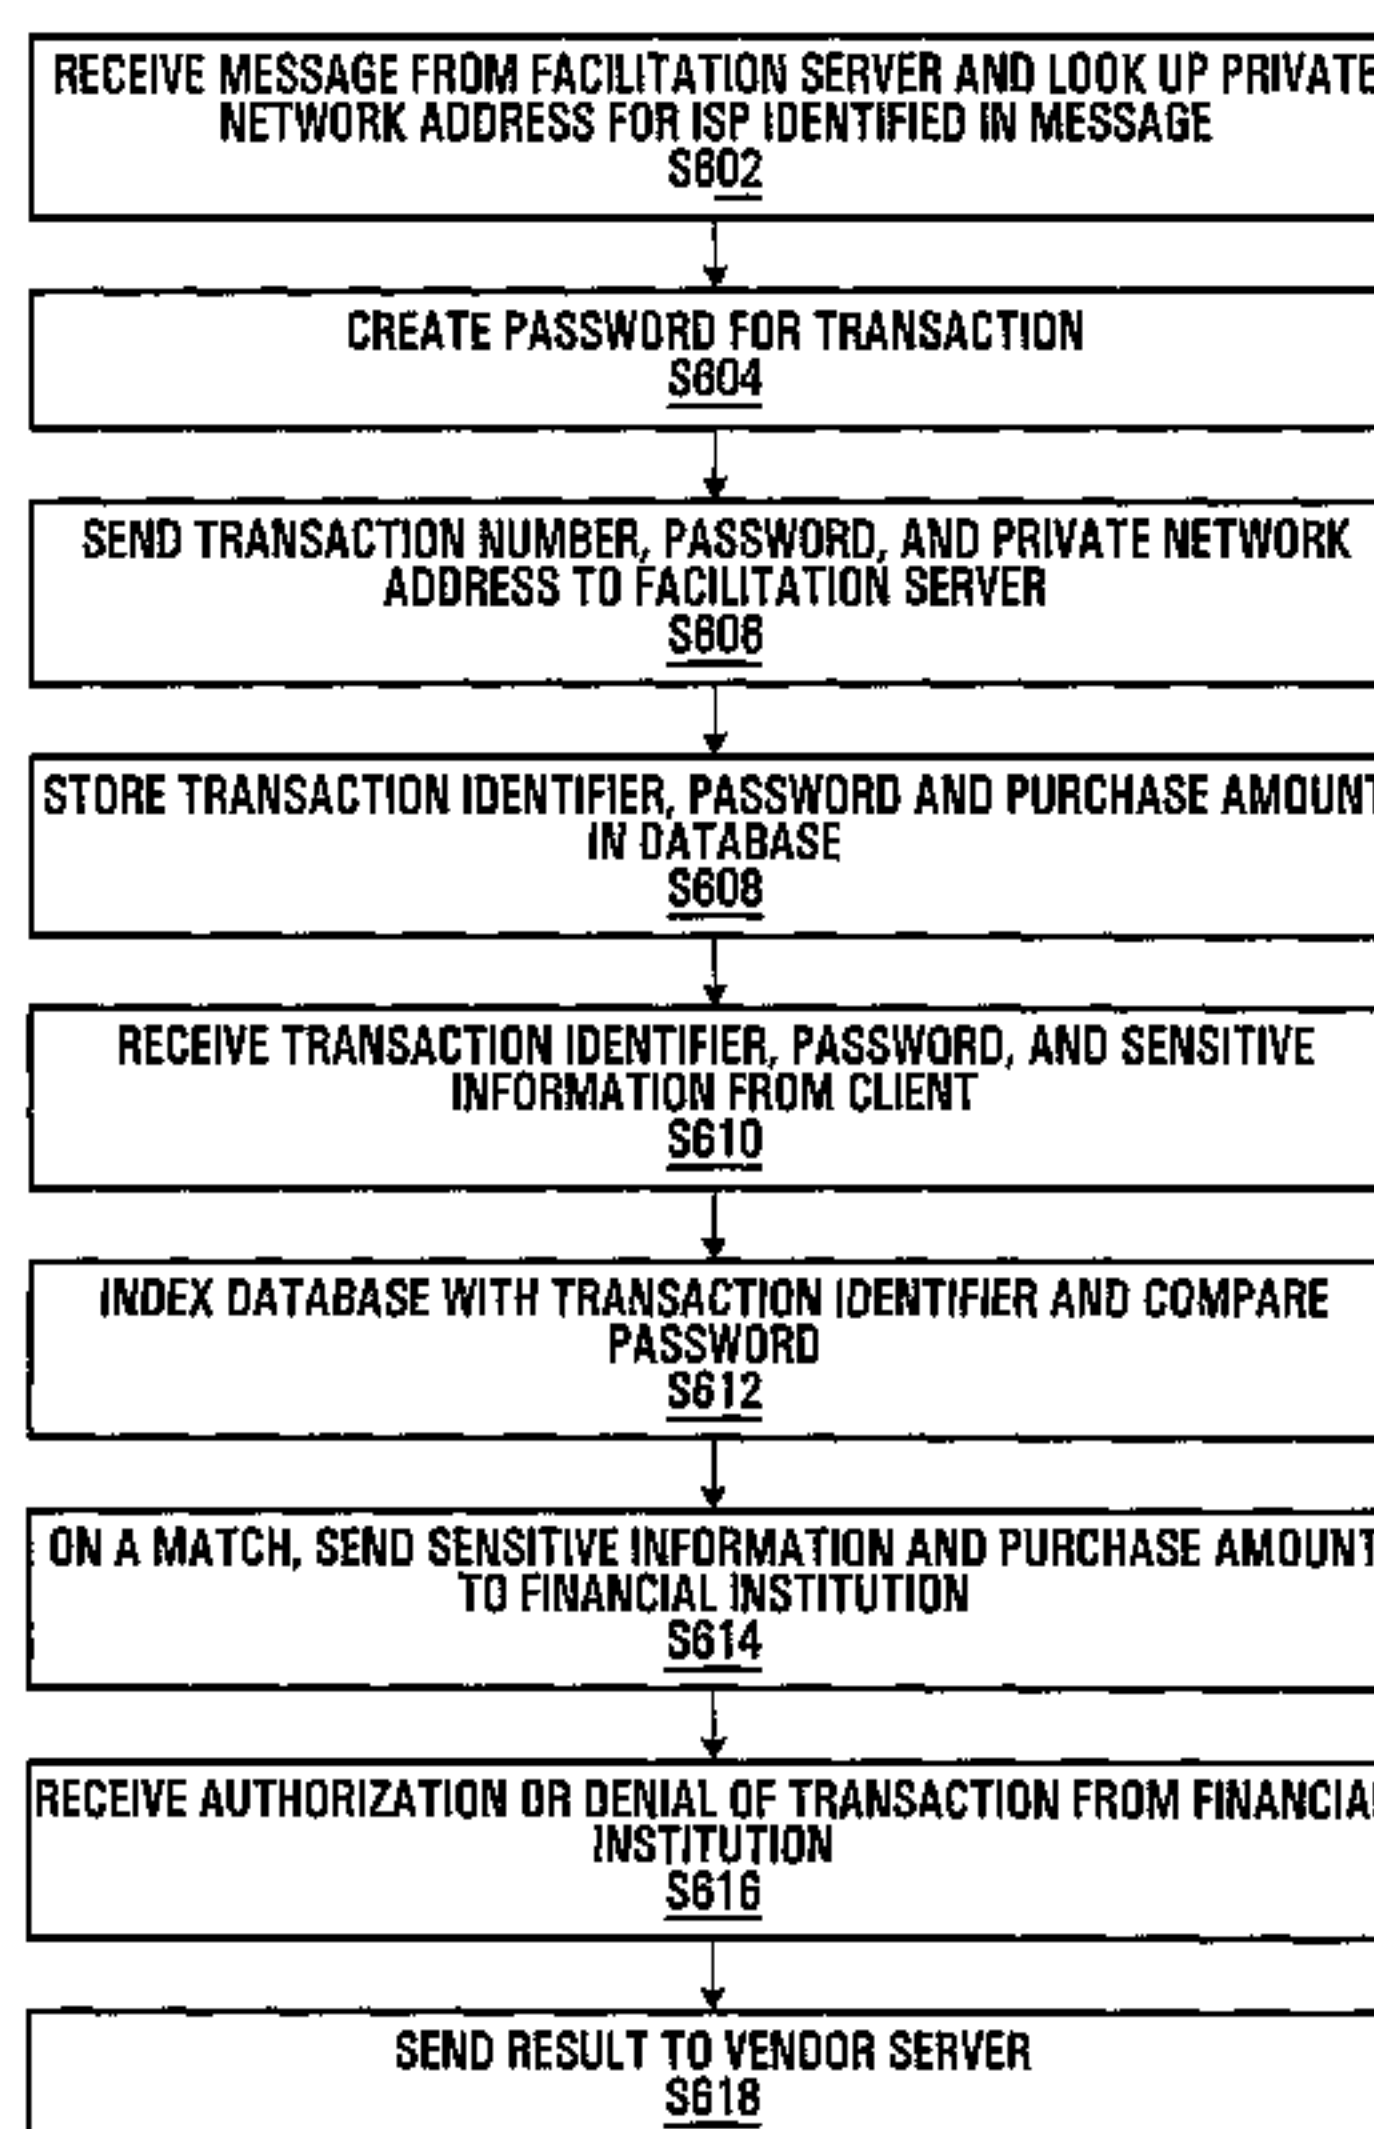 RECEIVE MESSAGE FROM FACILITATION SERVER AND LOOK UP PRIVATE
NETWORK ADDRESS FOR ISP IDENTIFIED IN MESSAGE
S602
CREATE PASSWORD FOR TRANSACTION
S604
SEND TRANSACTION NUMBER, PASSWORD, AND PRIVATE NETWORK
ADDRESS TO FACILITATION SERVER
S606
STORE TRANSACTION IDENTIFIER, PASSWORD AND PURCHASE AMOUNT
IN DATABASE
S608
RECEIVE TRANSACTION IDENTIFIER, PASSWORD, AND SENSITIVE
INFORMATION FROM CLIENT
S610
INDEX DATABASE WITH TRANSACTION IDENTIFIER AND COMPARE
PASSWORD
S612
ON A MATCH, SEND SENSITIVE INFORMATION AND PURCHASE AMOUNT
TO FINANCIAL INSTITUTION
S614
RECEIVE AUTHORIZATION OR DENIAL OF TRANSACTION FROM FINANCIAL
INSTITUTION
S616
SEND RESULT TO VENDOR SERVER
S618